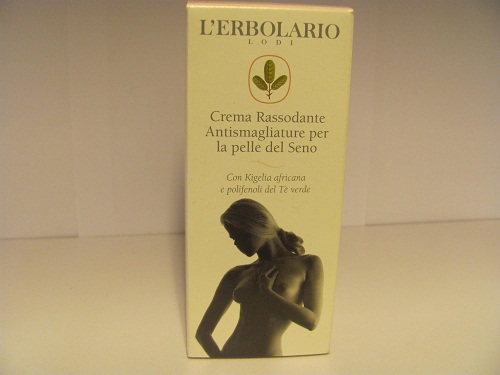 L'ERBOLARIO
LODI
Crema Rassodante
Antismagliature per
la pelle del Seno
Con Kigelia africana
e polifenoli del Tè verde